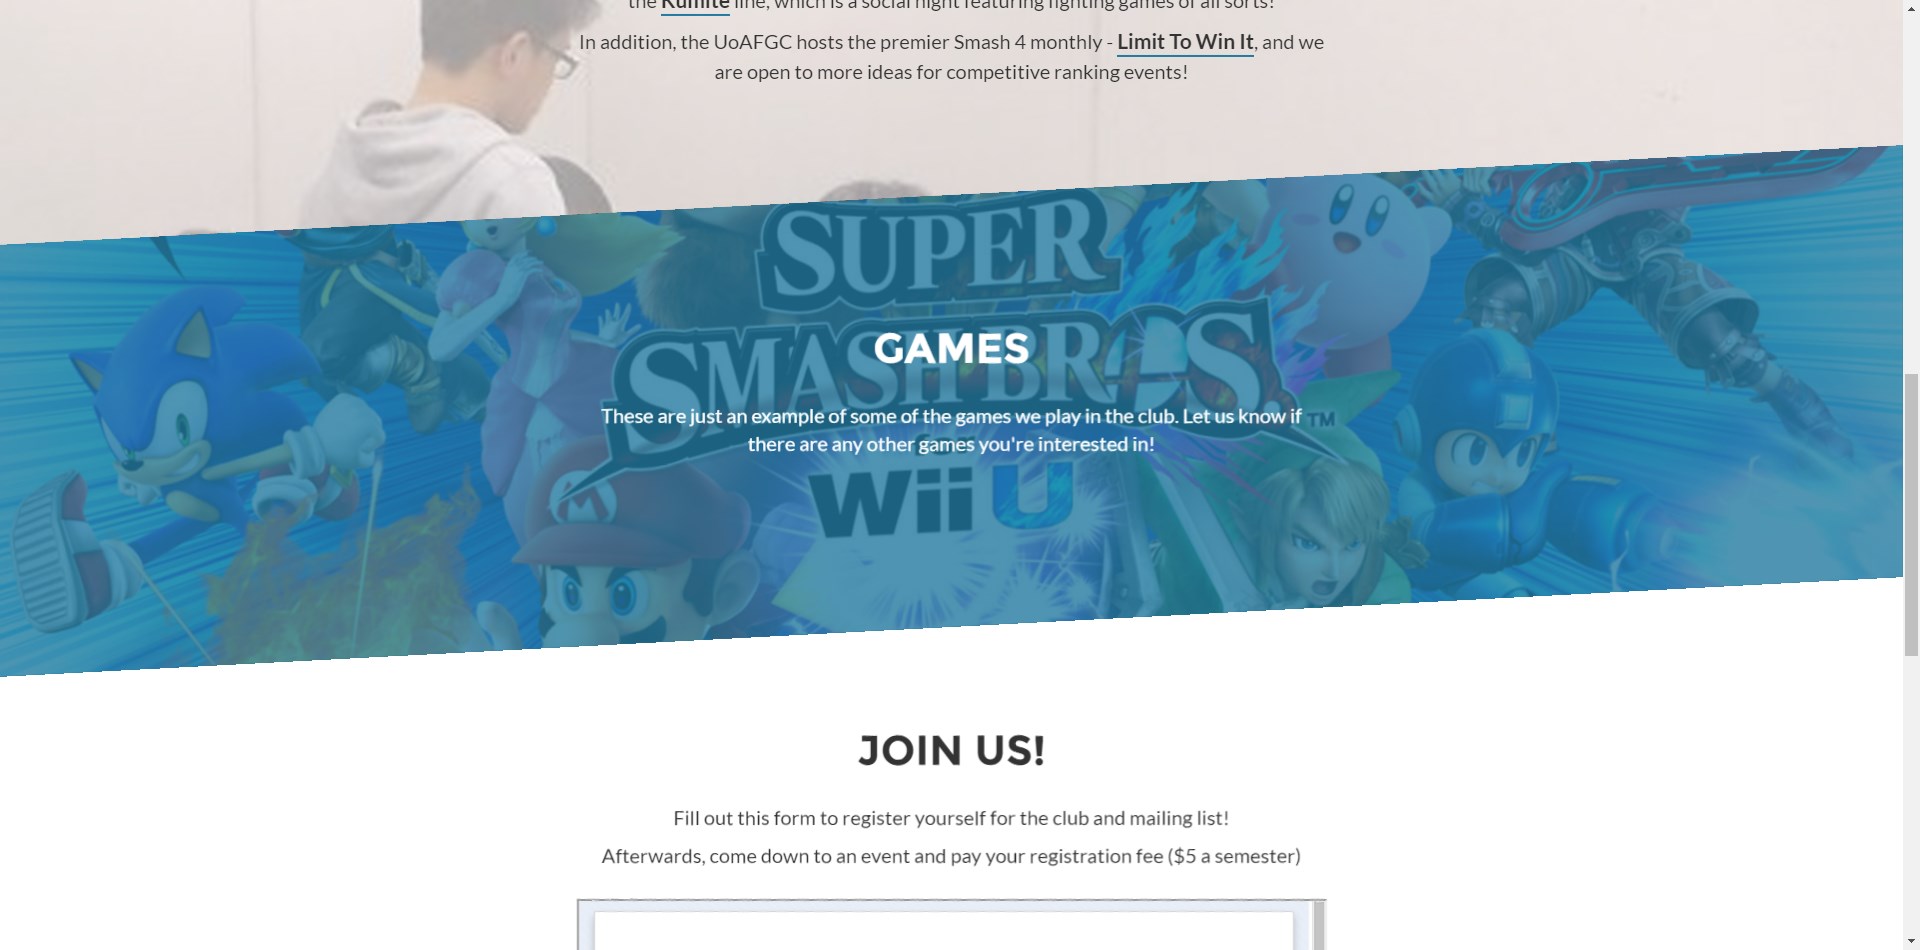 the Kumite line, which is a social night featuring fighting games of all sorts!
In addition, the UoAFGC hosts the premier Smash 4 monthly - Limit To Win It, and we
are open to more ideas for competitive ranking events!
SUPER
SMASH BROS.
GAMES
These are just an example of some of the games we play in the club. Let us know if
TM
there are any other games you're interested in!
M
Wii U
JOIN US!
Fill out this form to register yourself for the club and mailing list!
Afterwards, come down to an event and pay your registration fee ($5 a semester)